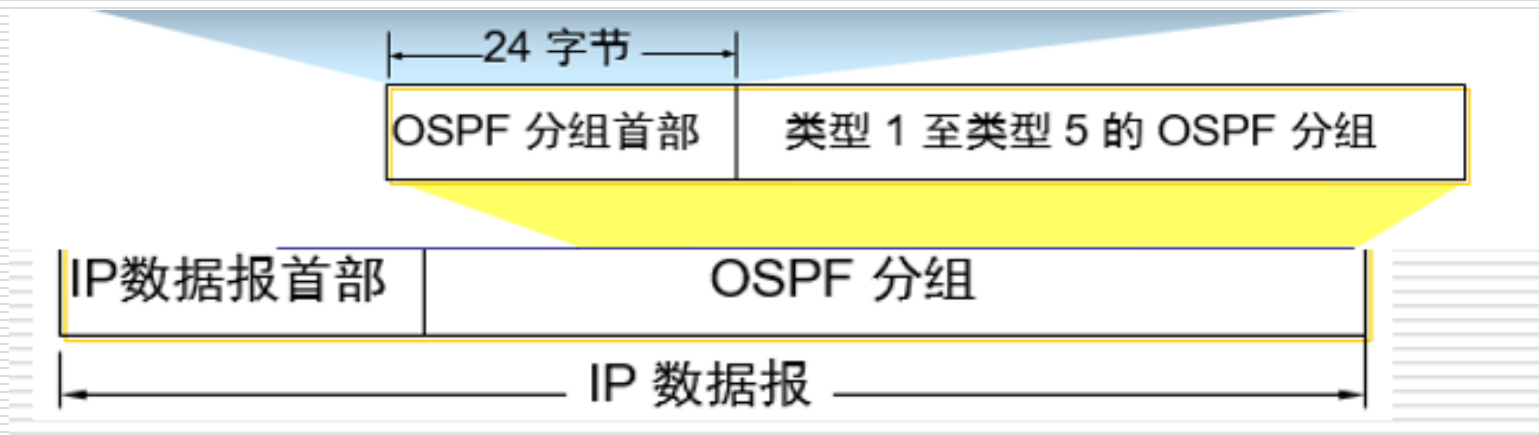 24 字节
OSPF 分组首部 类型 1 至类型 5 的 OSPF 分组
IP数据报首部 OSPF 分组
IP 数据报